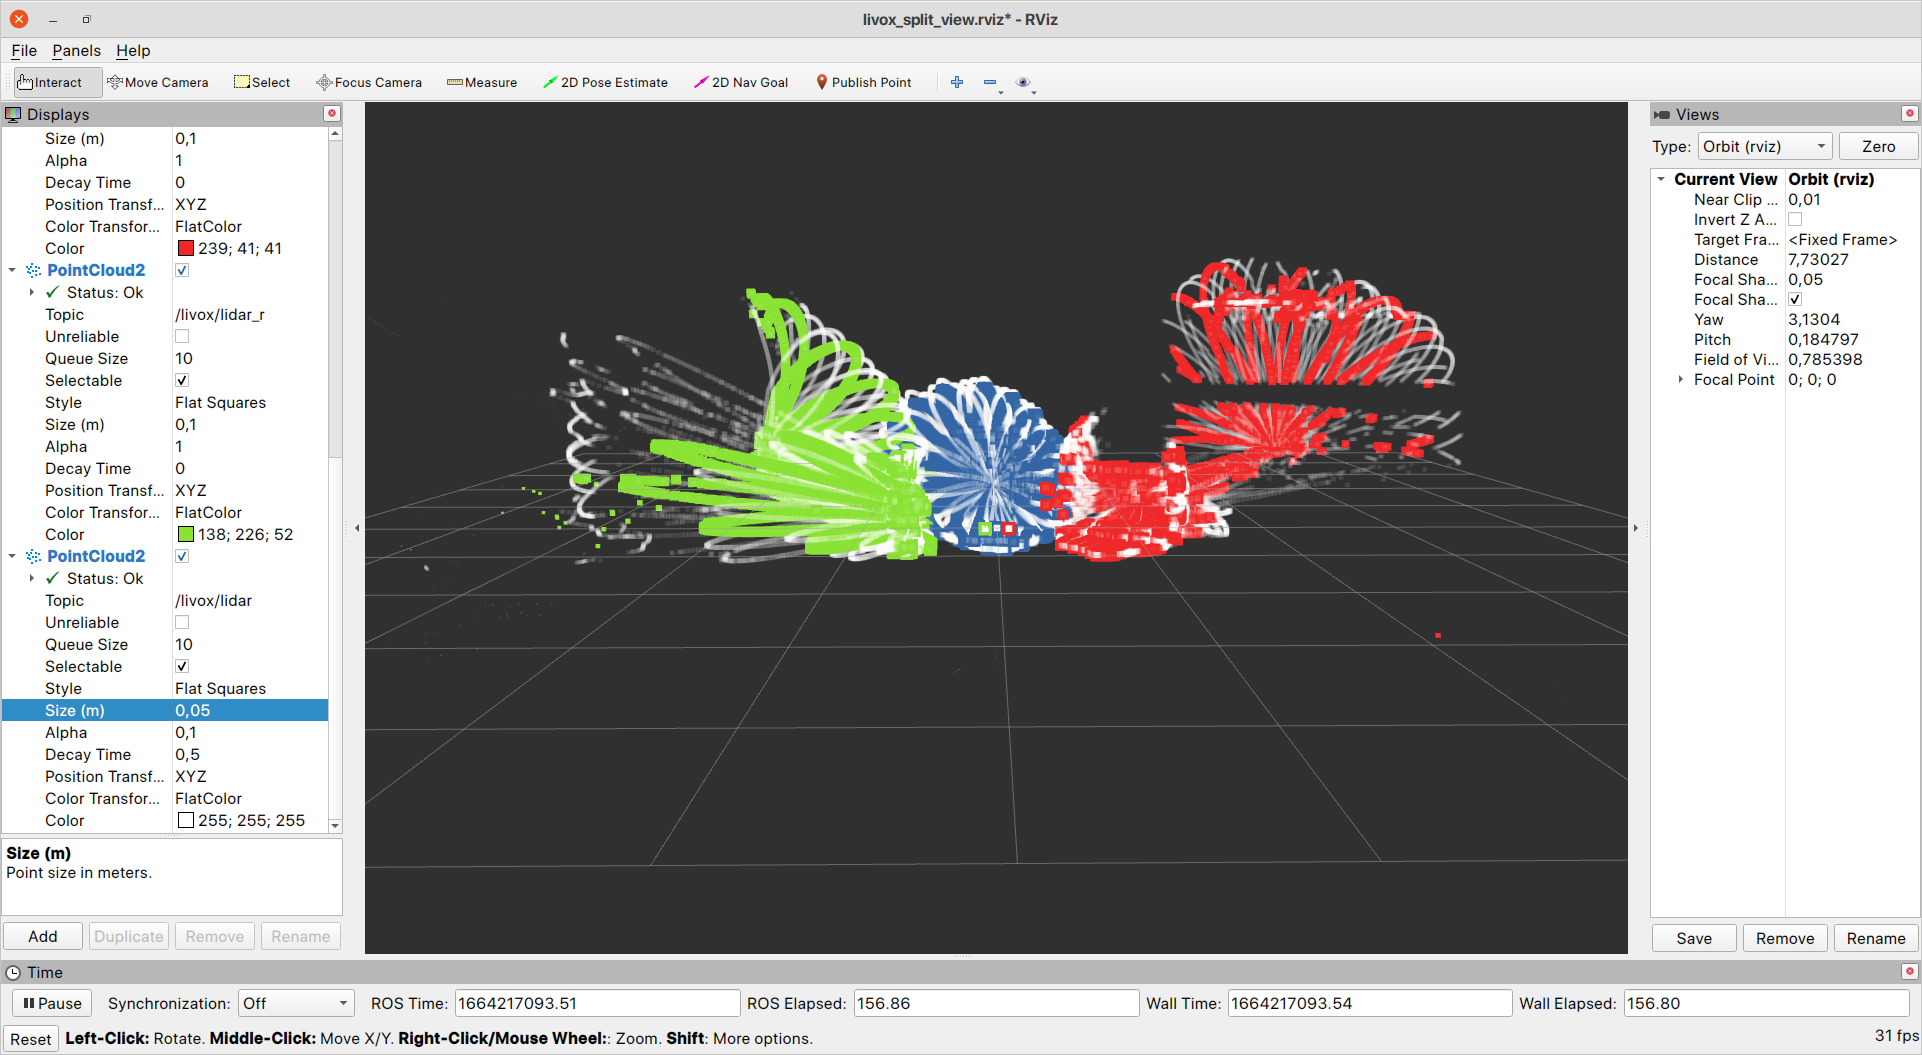 livox_split_view.rviz* - RViz
File Panels Help
Interact Move Camera Select Focus Camera Measure 2D Pose Estimate 2D Nav Goal Publish Point
Displays
Size (m) 0,1
Alpha 1
Decay Time 0
Position Transf... XYZ
Color Transfor... FlatColor
Color 239; 41; 41
PointCloud2
Status: Ok
Topic /livox/lidar_r
Unreliable
Queue Size 10
Selectable
Style Flat Squares
Size (m) 0,1
Alpha 1
Decay Time 0
Position Transf... XYZ
Color Transfor... FlatColor
Color 138; 226; 52
PointCloud2
Status: Ok
Topic /livox/lidar
Unreliable
Queue Size 10
Selectable
Style Flat Squares
Size (m) 0,05
Alpha 0,1
Decay Time 0,5
Position Transf... XYZ
Color Transfor... FlatColor
Color 255; 255; 255
Size (m)
Point size in meters.
Add Duplicate Remove Rename
Views
Type: Orbit (rviz) Zero
Current View Orbit (rviz)
Near Clip ... 0,01
Invert Z A...
Target Fra... <Fixed Frame>
Distance 7,73027
Focal Sha... 0,05
Focal Sha...
Yaw 3,1304
Pitch 0,184797
Field of Vi... 0,785398
Focal Point 0; 0; 0
Save Remove Rename
Time
Pause Synchronization: Off ROS Time: 1664217093.51 ROS Elapsed: 156.86 Wall Time: 1664217093.54 Wall Elapsed: 156.80
Reset Left-Click: Rotate. Middle-Click: Move X/Y. Right-Click/Mouse Wheel:: Zoom. Shift: More options. 31 fps